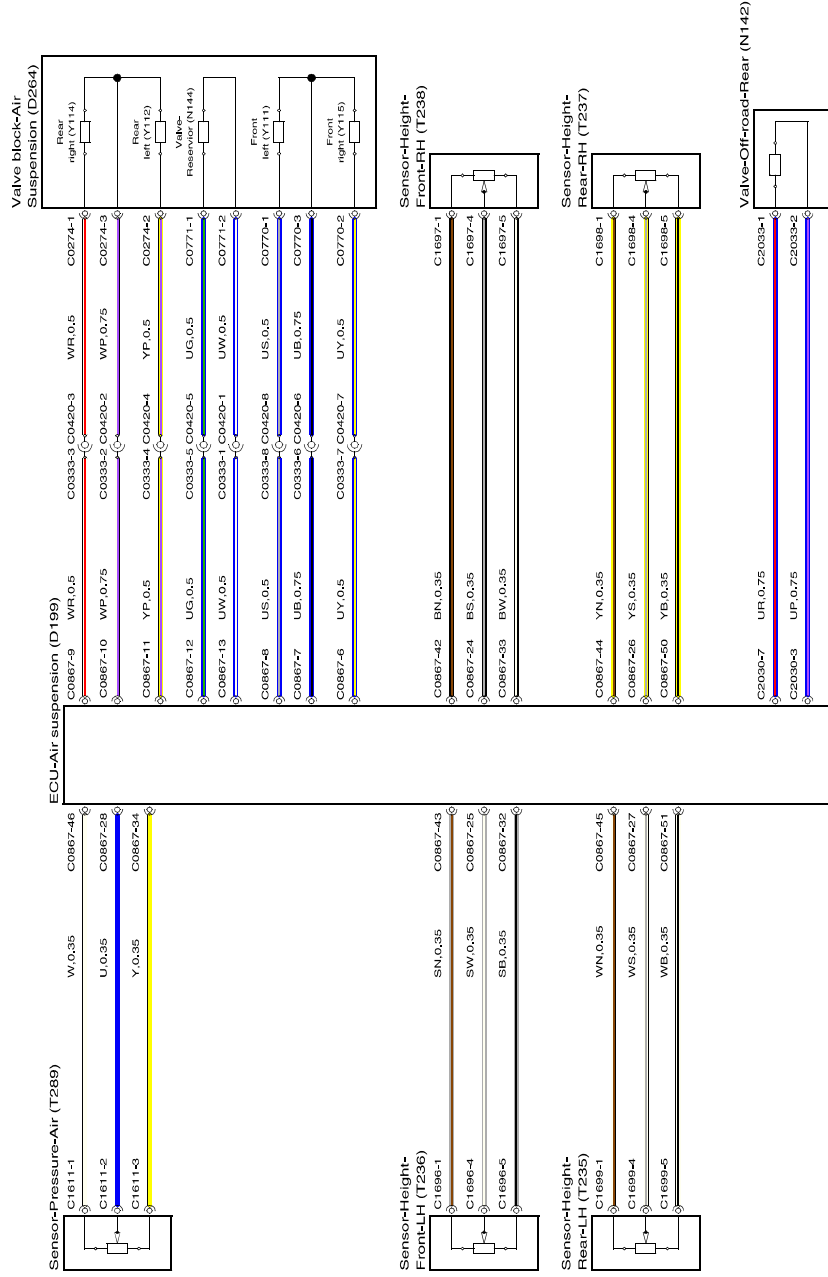 Valve block-Air
Suspension (D264)
Rear
right (Y114)
Rear
left (Y112)
Valve-
Reservior (N144)
Front
left (Y111)
Front
right (Y115)
C0274-1
C0274-3
C0274-2
C0771-1
C0771-2
C0770-1
C0770-3
C0770-2
WR,0.5
WP,0.75
YP,0.5
UG,0.5
UW,0.5
US,0.5
UB,0.75
UY,0.5
C0420-3
C0420-2
C0420-4
C0420-5
C0420-1
C0420-8
C0420-6
C0420-7
C0333-3
C0333-2
C0333-4
C0333-5
C0333-1
C0333-8
C0333-6
C0333-7
WR,0.5
WP,0.75
YP,0.5
UG,0.5
UW,0.5
US,0.5
UB,0.75
UY,0.5
C0867-9
C0867-10
C0867-11
C0867-12
C0867-13
C0867-8
C0867-7
C0867-6
Sensor-Height-
Front-RH (T238)
C1697-1
C1697-4
C1697-5
BN,0.35
BS,0.35
BW,0.35
C0867-42
C0867-24
C0867-33
Sensor-Height-
Rear-RH (T237)
C1698-1
C1698-4
C1698-5
YN,0.35
YS,0.35
YB,0.35
C0867-44
C0867-26
C0867-50
Valve-Off-road-Rear (N142)
C2033-1
C2033-2
UR,0.75
UP,0.75
C2030-7
C2030-3
ECU-Air suspension (D199)
C0867-46
C0867-28
C0867-34
W,0.35
U,0.35
Y,0.35
C1611-1
C1611-2
C1611-3
Sensor-Pressure-Air (T289)
C0867-43
C0867-25
C0867-32
SN,0.35
SW,0.35
SB,0.35
C1696-1
C1696-4
C1696-5
Sensor-Height-
Front-LH (T236)
C0867-45
C0867-27
C0867-51
WN,0.35
WS,0.35
WB,0.35
C1699-1
C1699-4
C1699-5
Sensor-Height-
Rear-LH (T235)